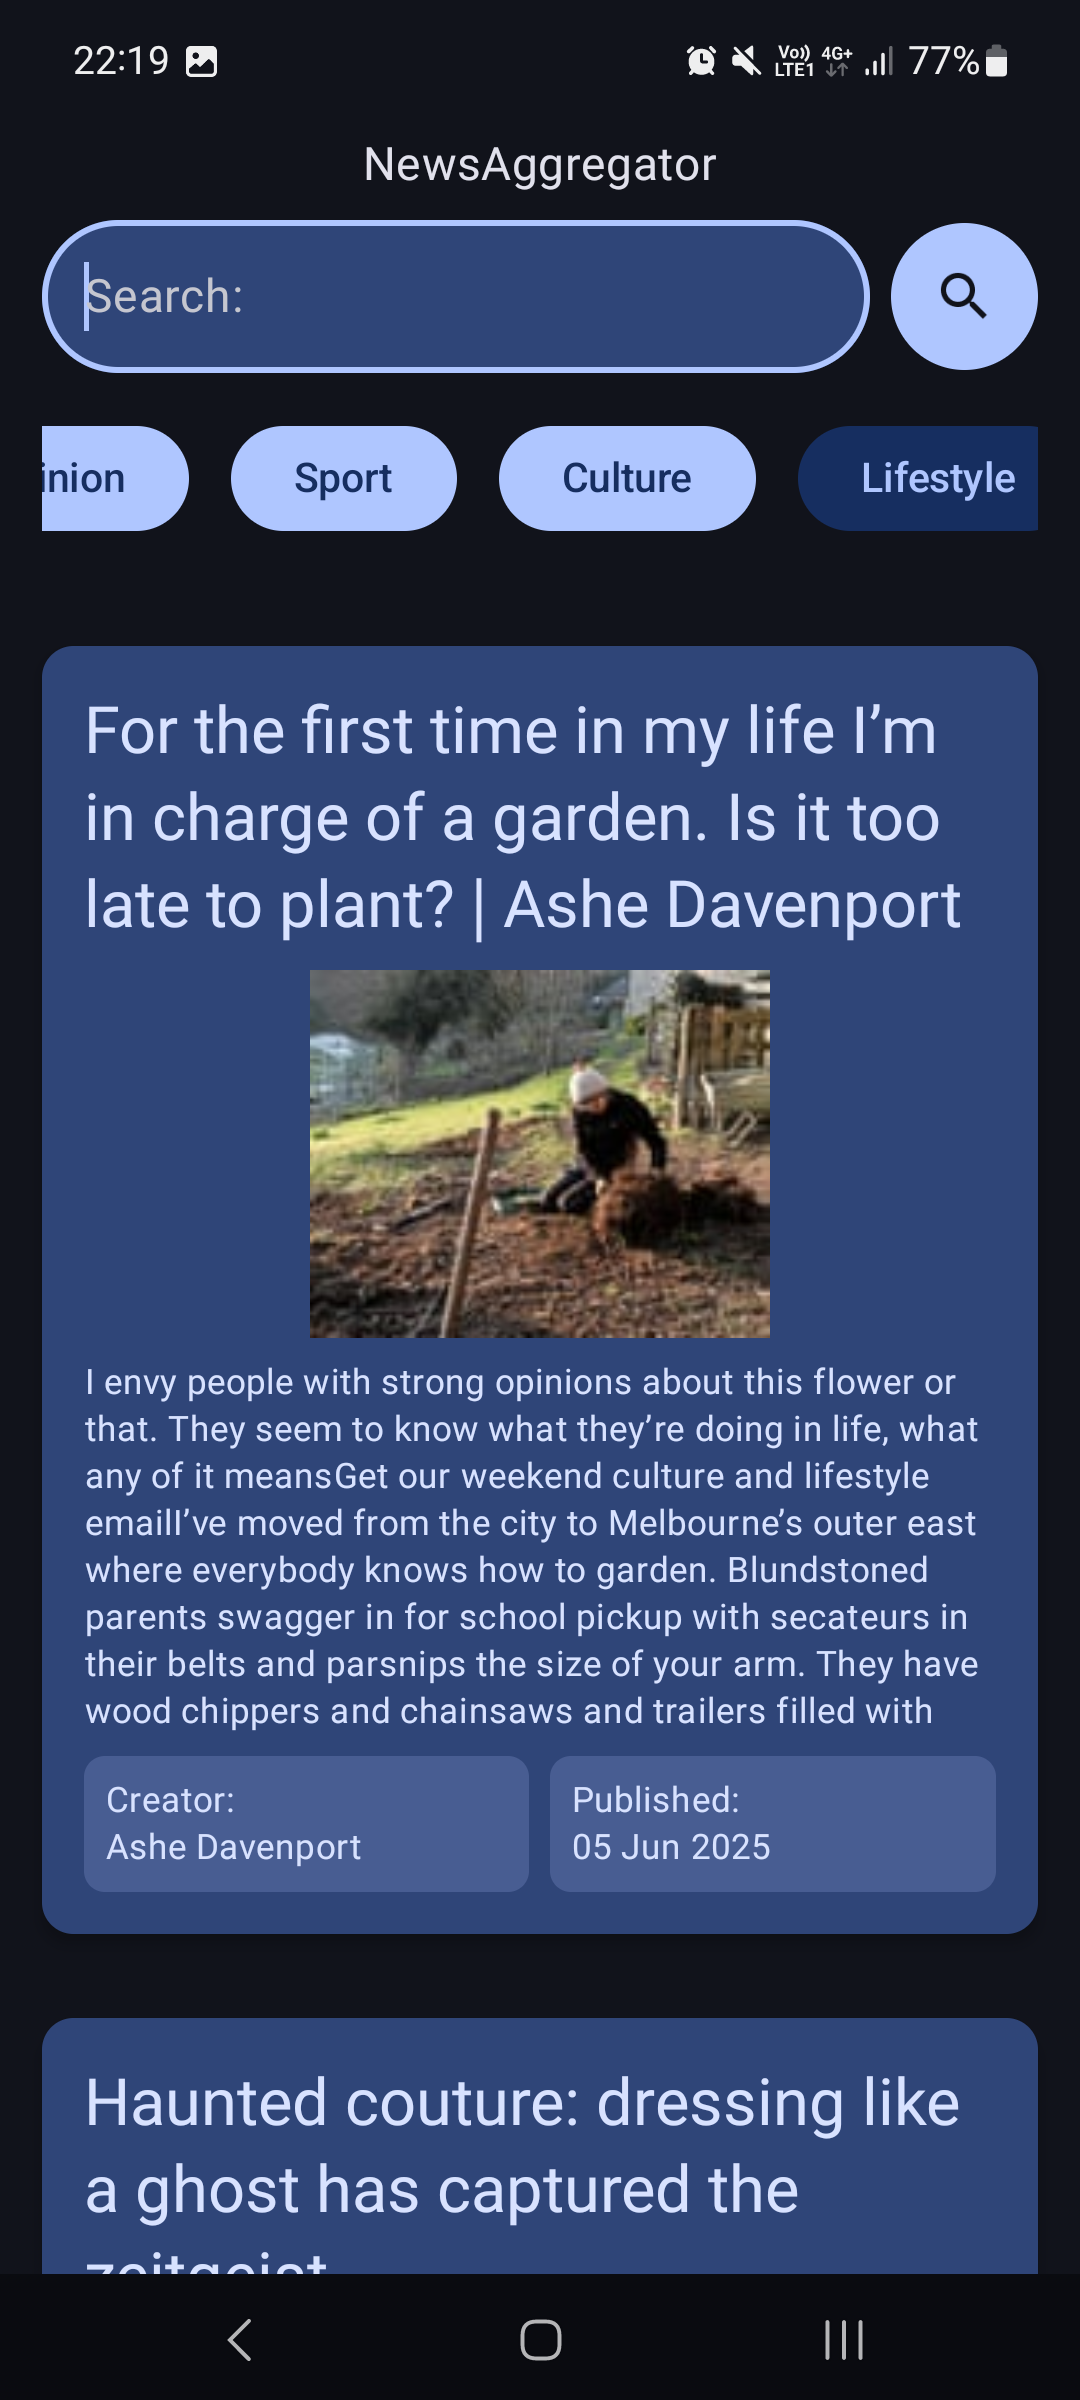 22:19 Vo)) LTE1 4G+ 77%
NewsAggregator
Search:
inion Sport Culture Lifestyle
For the first time in my life I’m
in charge of a garden. Is it too
late to plant? | Ashe Davenport
I envy people with strong opinions about this flower or
that. They seem to know what they’re doing in life, what
any of it meansGet our weekend culture and lifestyle
emailI’ve moved from the city to Melbourne’s outer east
where everybody knows how to garden. Blundstoned
parents swagger in for school pickup with secateurs in
their belts and parsnips the size of your arm. They have
wood chippers and chainsaws and trailers filled with
Creator:
Ashe Davenport
Published:
05 Jun 2025
Haunted couture: dressing like
a ghost has captured the
zeitgeist